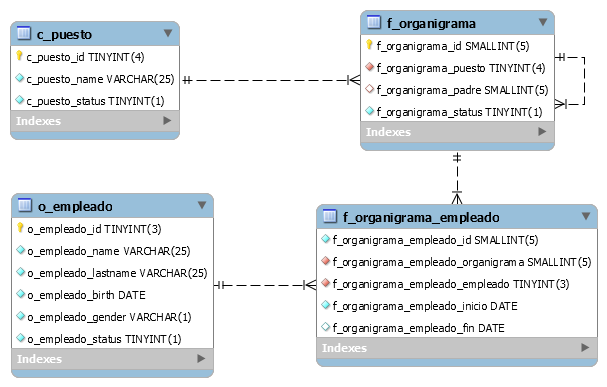 c_puesto
c_puesto_id TINYINT(4)
c_puesto_name VARCHAR(25)
c_puesto_status TINYINT(1)
Indexes
f_organigrama
f_organigrama_id SMALLINT(5)
f_organigrama_puesto TINYINT(4)
f_organigrama_padre SMALLINT(5)
f_organigrama_status TINYINT(1)
Indexes
o_empleado
o_empleado_id TINYINT(3)
o_empleado_name VARCHAR(25)
o_empleado_lastname VARCHAR(25)
o_empleado_birth DATE
o_empleado_gender VARCHAR(1)
o_empleado_status TINYINT(1)
Indexes
f_organigrama_empleado
f_organigrama_empleado_id SMALLINT(5)
f_organigrama_empleado_organigrama SMALLINT(5)
f_organigrama_empleado_empleado TINYINT(3)
f_organigrama_empleado_inicio DATE
f_organigrama_empleado_fin DATE
Indexes